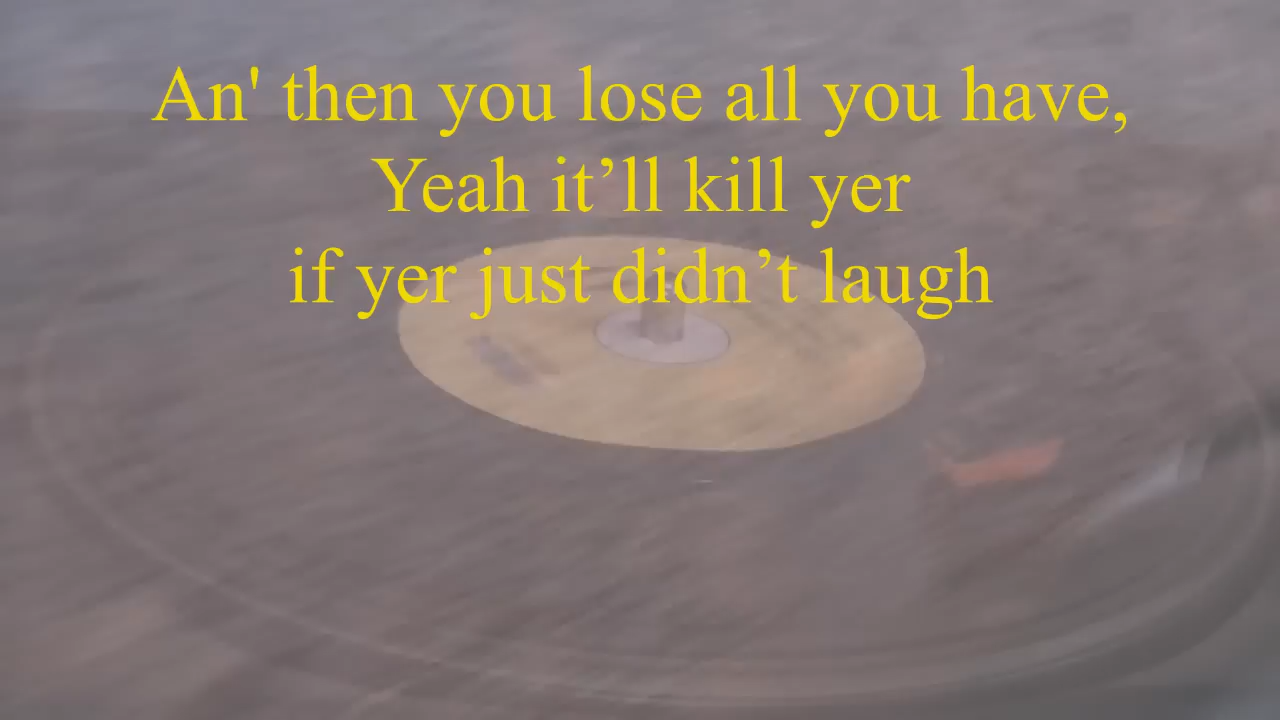 An' then you lose all you have,
Yeah it’ll kill yer
if yer just didn’t laugh